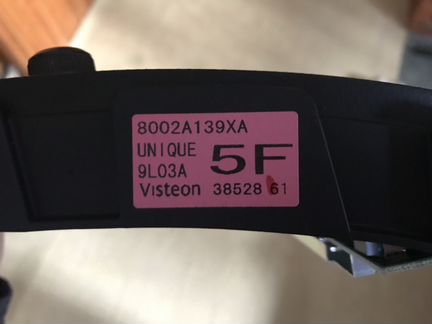 8002A139XA
UNIQUE 5F
9L03A
Visteon 38528 61